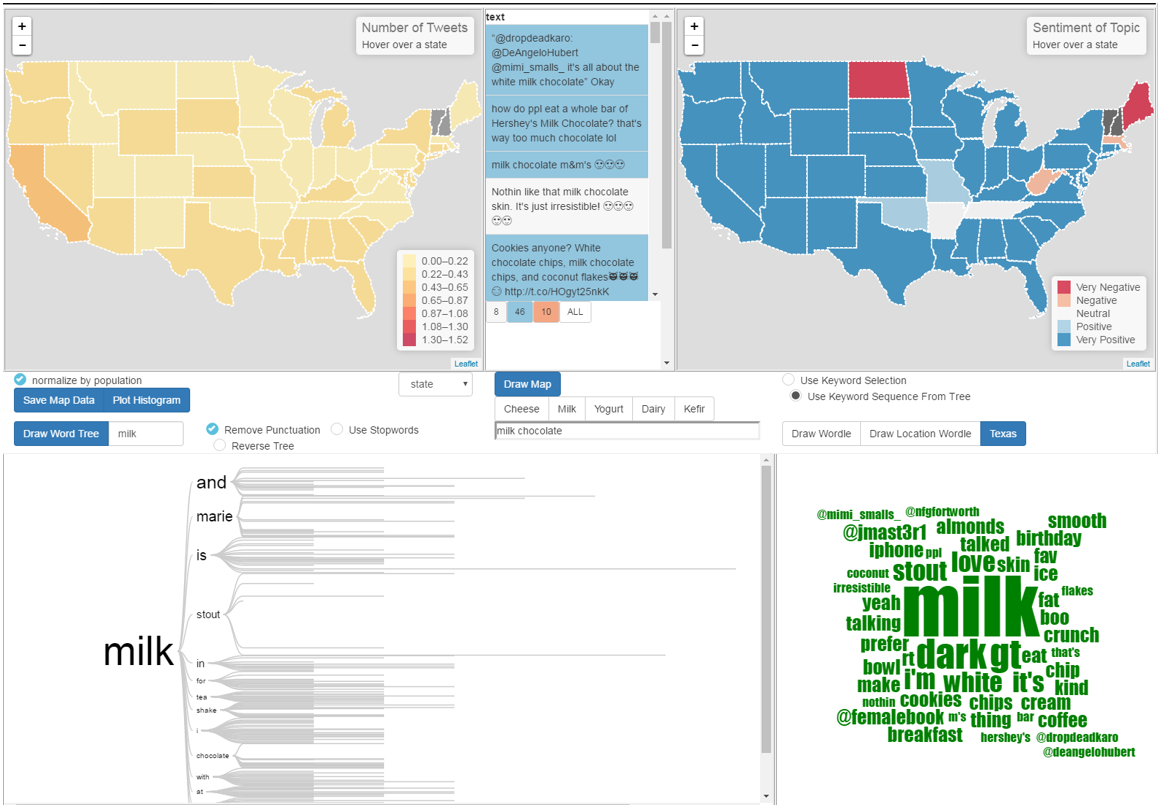 +
−
Number of Tweets
Hover over a state
0.00–0.22
0.22–0.43
0.43–0.65
0.65–0.87
0.87–1.08
1.08–1.30
1.30–1.52
Leaflet
text
"@dropdeadkaro:
@DeAngeloHubert
@mimi_smalls_ it's all about the
white milk chocolate" Okay
how do ppl eat a whole bar of
Hershey's Milk Chocolate? that's
way too much chocolate lol
milk chocolate m&m's
Nothin like that milk chocolate
skin. It's just irresistible!
Cookies anyone? White
chocolate chips, milk chocolate
chips, and coconut flakes
http://t.co/HOgyt25nkK
8 46 10 ALL
+
−
Sentiment of Topic
Hover over a state
Very Negative
Negative
Neutral
Positive
Very Positive
Leaflet
normalize by population
state
Save Map Data Plot Histogram
Draw Word Tree milk
Remove Punctuation Use Stopwords
Reverse Tree
Draw Map
Cheese Milk Yogurt Dairy Kefir
milk chocolate
Use Keyword Selection
Use Keyword Sequence From Tree
Draw Wordle Draw Location Wordle Texas
milk
and
marie
is
stout
in
for
tea
shake
i
chocolate
with
at
@mimi_smalls_ @nfgfortworth
@jmast3r1 almonds smooth
iphone ppl talked birthday
coconut stout love skin fav
ice
irresistible milk fat flakes
yeah boo
talking crunch
prefer rt dark gt eat that's
bowl i'm white it's chip
make kind
nothin cookies chips cream
@femalebook m's thing bar coffee
breakfast hershey's @dropdeadkaro
@deangelohubert